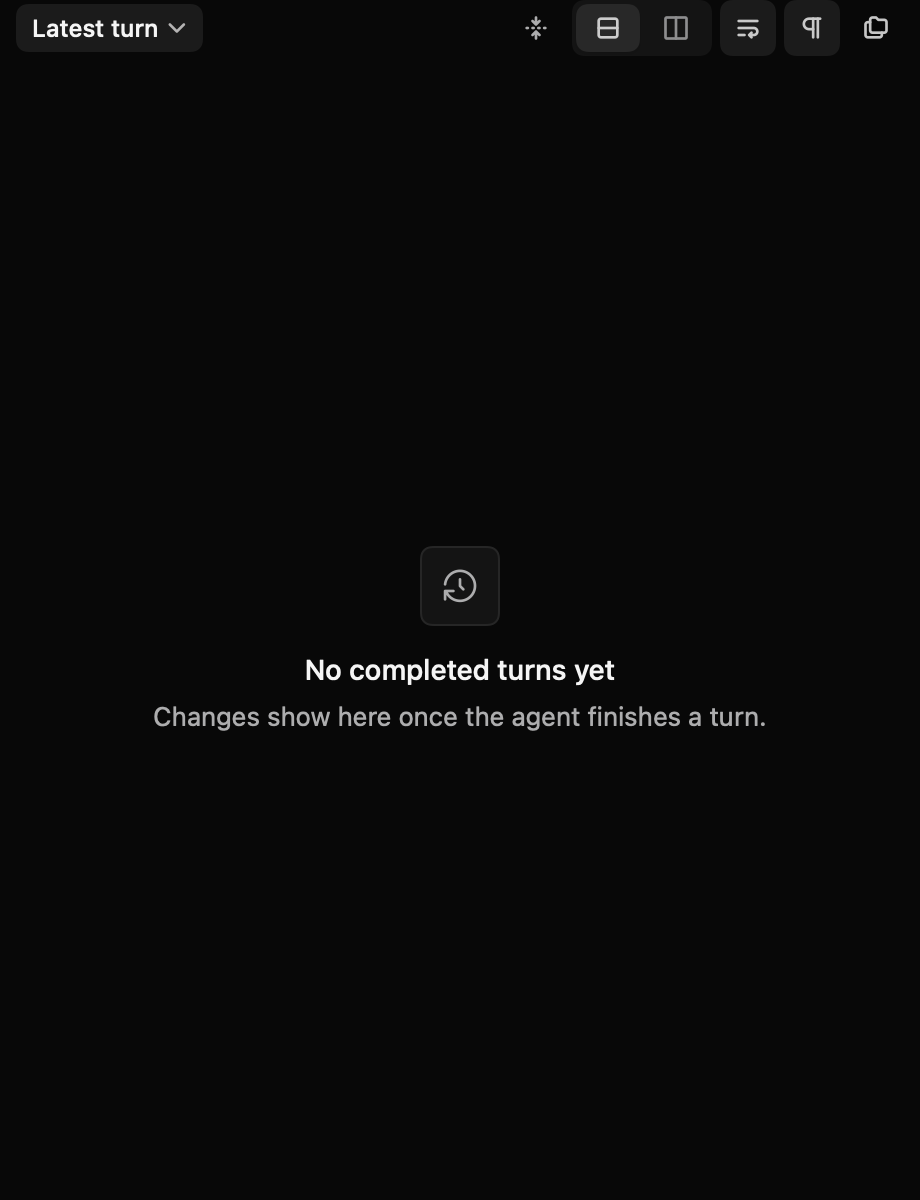 Latest turn
No completed turns yet
Changes show here once the agent finishes a turn.